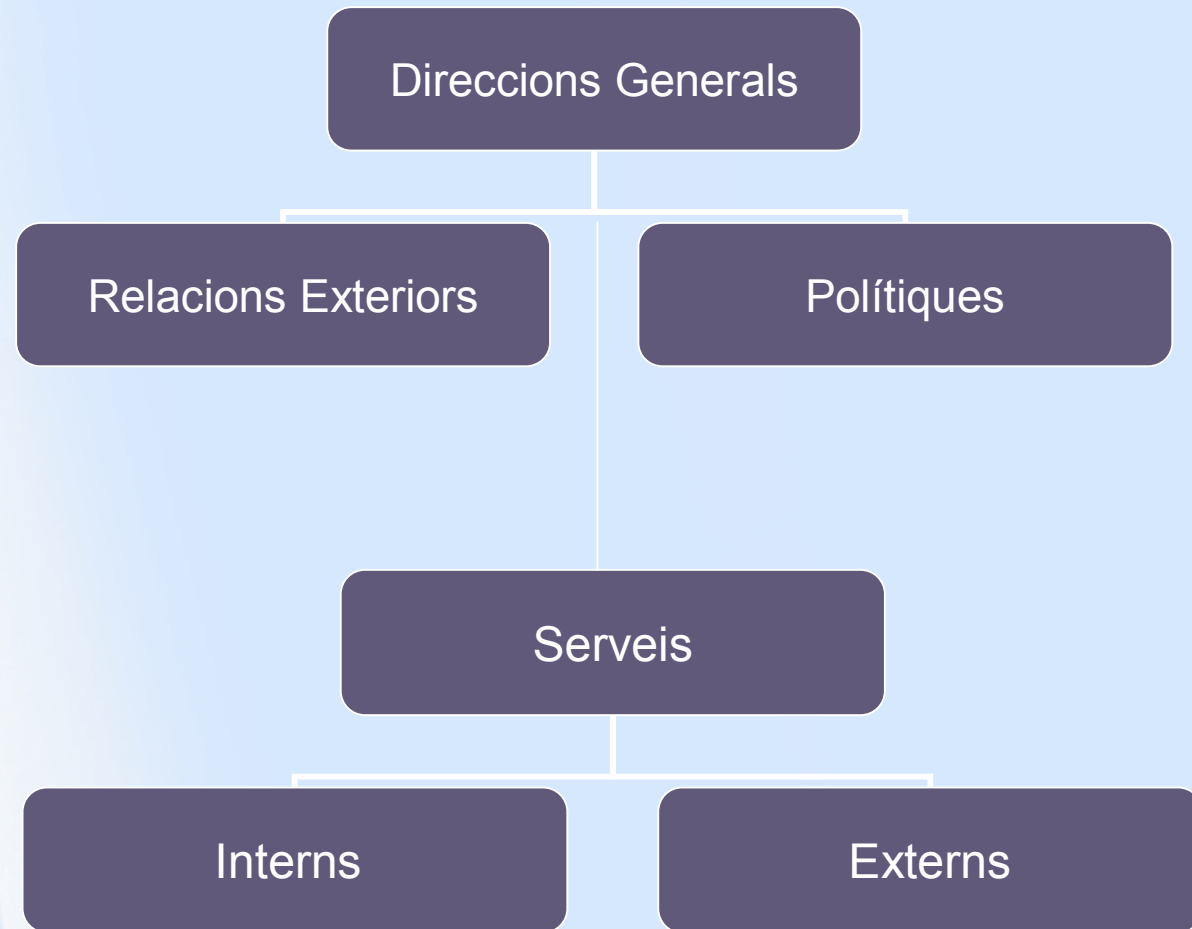 Direccions Generals
Relacions Exteriors
Polítiques
Serveis
Interns
Externs